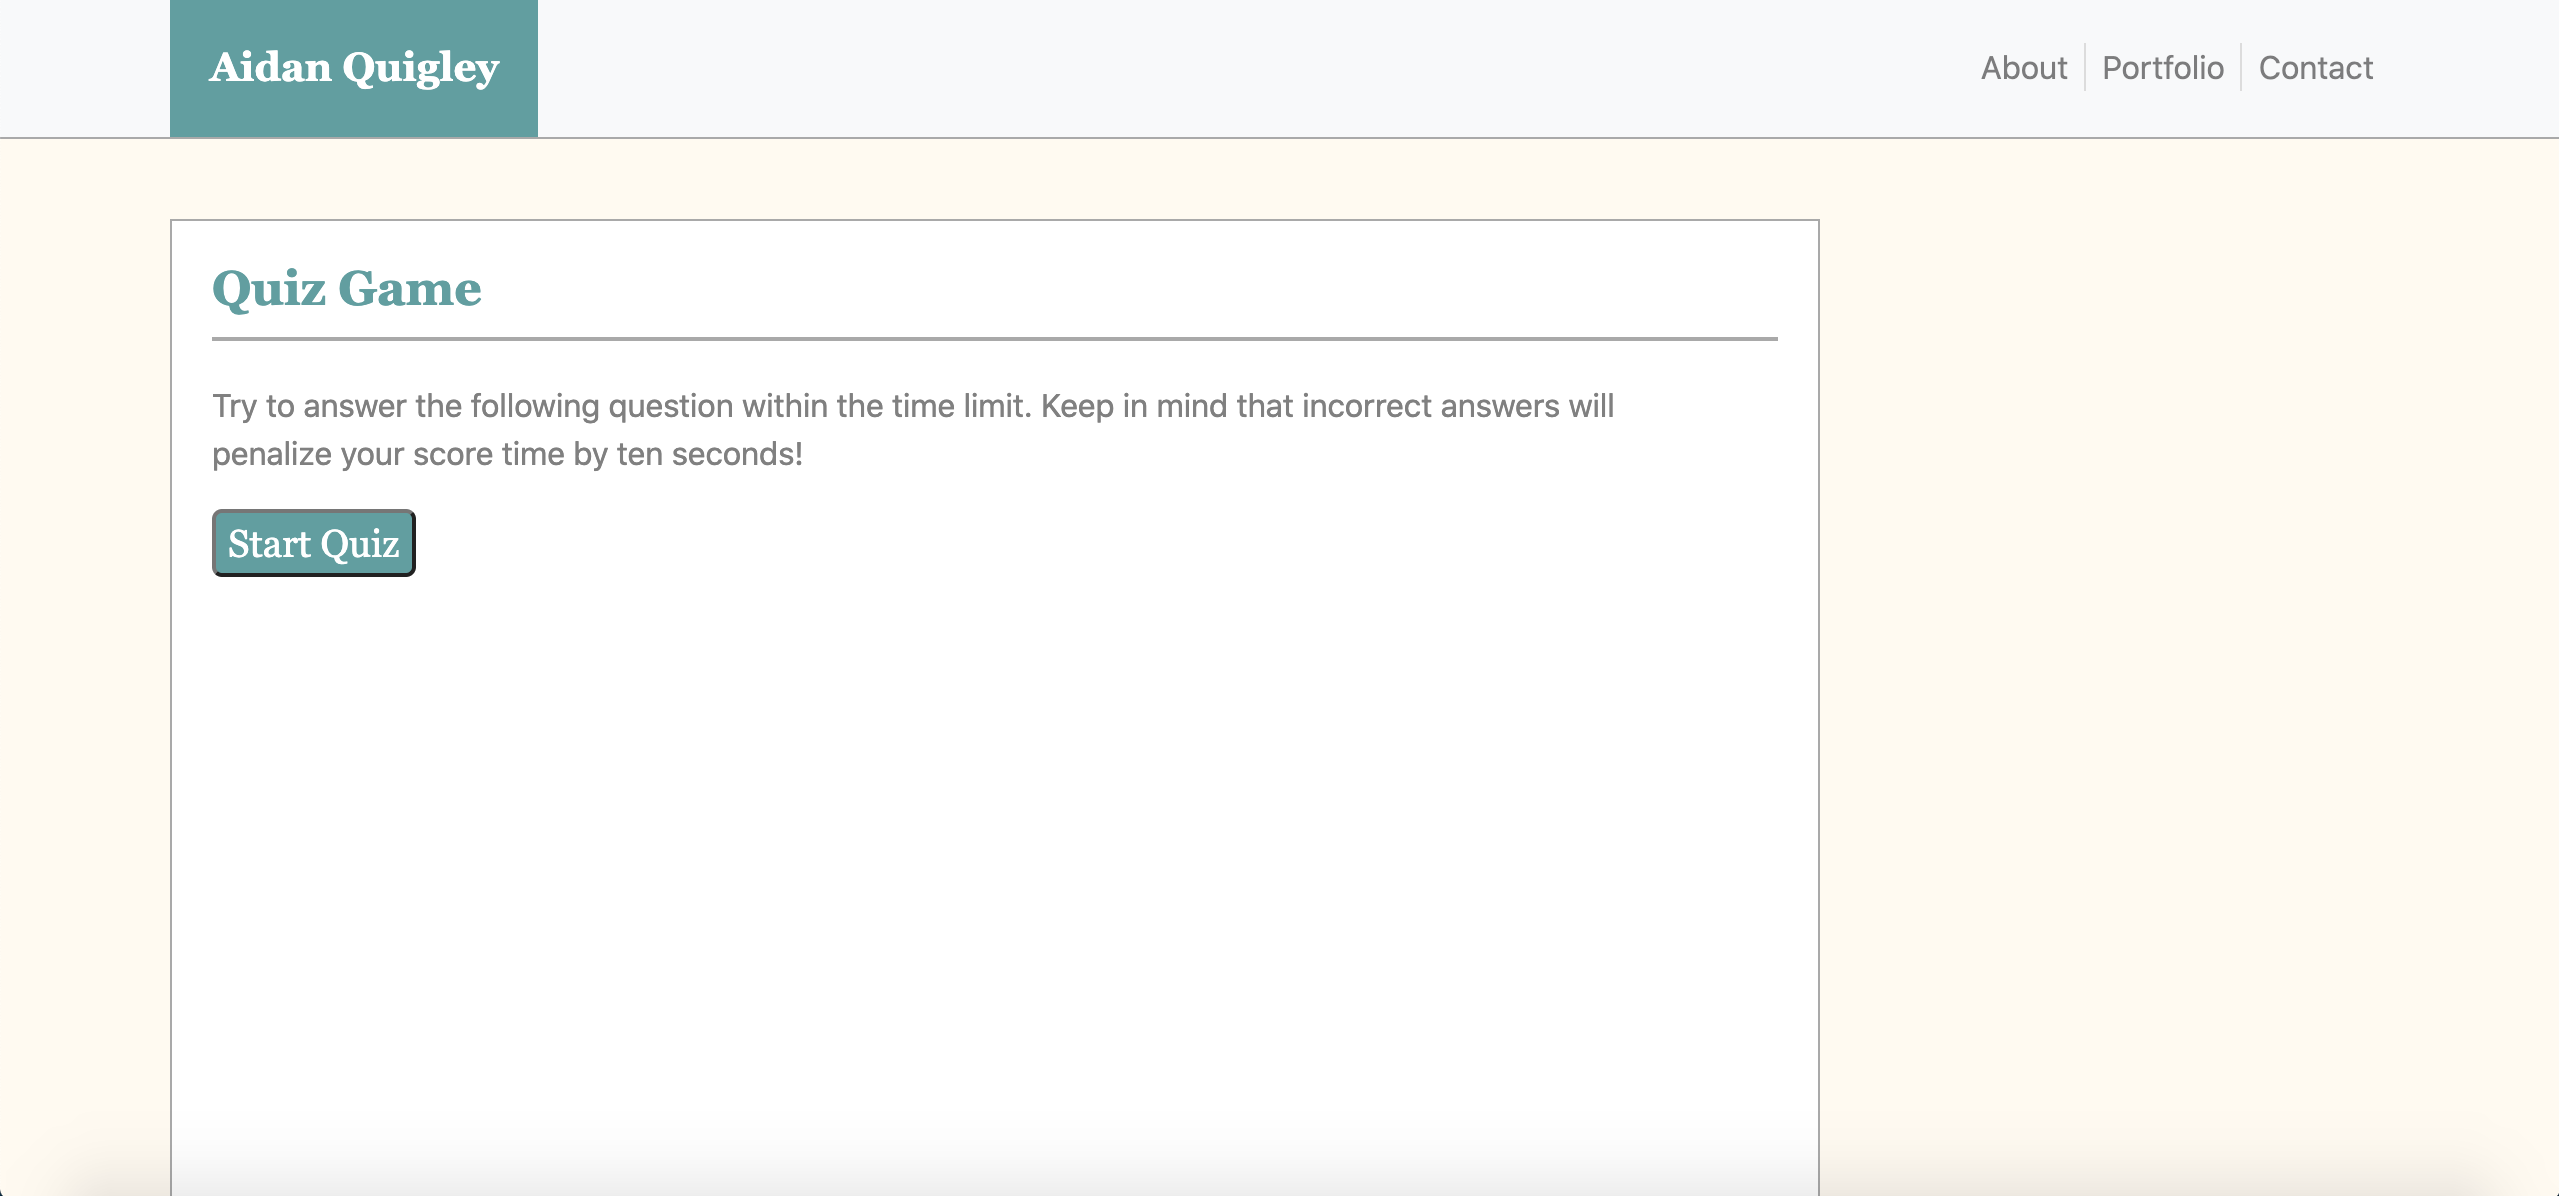 Aidan Quigley
About
Portfolio
Contact
Quiz Game
Try to answer the following question within the time limit. Keep in mind that incorrect answers will
penalize your score time by ten seconds!
Start Quiz